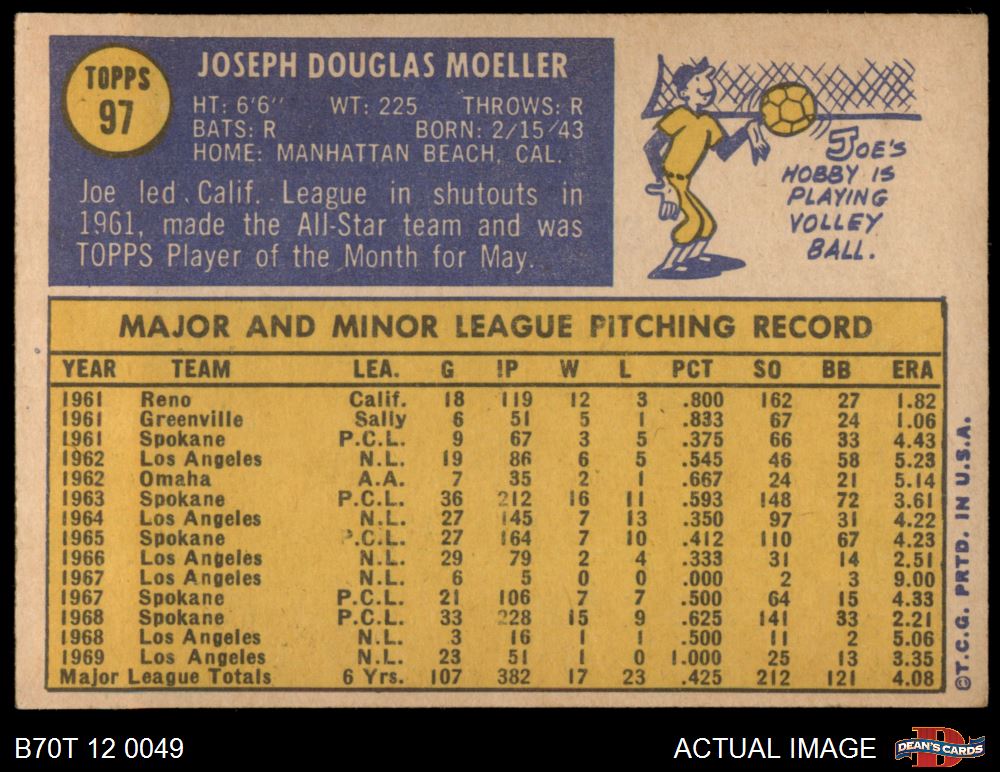 TOPPS
97
JOSEPH DOUGLAS MOELLER
HT: 6'6" WT: 225 THROWS: R
BATS: R BORN: 2/15/43
HOME: MANHATTAN BEACH, CAL.
Joe led Calif. League in shutouts in
1961, made the All-Star team and was
TOPPS Player of the Month for May.
JOE'S
HOBBY IS
PLAYING
VOLLEY
BALL.
MAJOR AND MINOR LEAGUE PITCHING RECORD
YEAR TEAM LEA. G IP W L PCT SO BB ERA
1961 Reno Calif. 18 119 12 3 .800 162 27 1.82
1961 Greenville Sally 6 51 5 1 .833 67 24 1.06
1961 Spokane P.C.L. 9 67 3 5 .375 66 33 4.43
1962 Los Angeles N.L. 19 86 6 5 .545 46 58 5.23
1962 Omaha A.A. 7 35 2 1 .667 24 21 5.14
1963 Spokane P.C.L. 36 212 16 11 .593 148 72 3.61
1964 Los Angeles N.L. 27 145 7 13 .350 97 31 4.22
1965 Spokane P.C.L. 27 164 7 10 .412 110 67 4.23
1966 Los Angeles N.L. 29 79 2 4 .333 31 14 2.51
1967 Los Angeles N.L. 6 5 0 0 .000 2 3 9.00
1967 Spokane P.C.L. 21 106 7 7 .500 64 15 4.33
1968 Spokane P.C.L. 33 228 15 9 .625 141 33 2.21
1968 Los Angeles N.L. 3 16 1 1 .500 11 2 5.06
1969 Los Angeles N.L. 23 51 1 0 1.000 25 13 3.35
Major League Totals 6 Yrs. 107 382 17 23 .425 212 121 4.08
©T.C.G. PRTD. IN U.S.A.
B70T 12 0049
ACTUAL IMAGE
DEAN'S CARDS